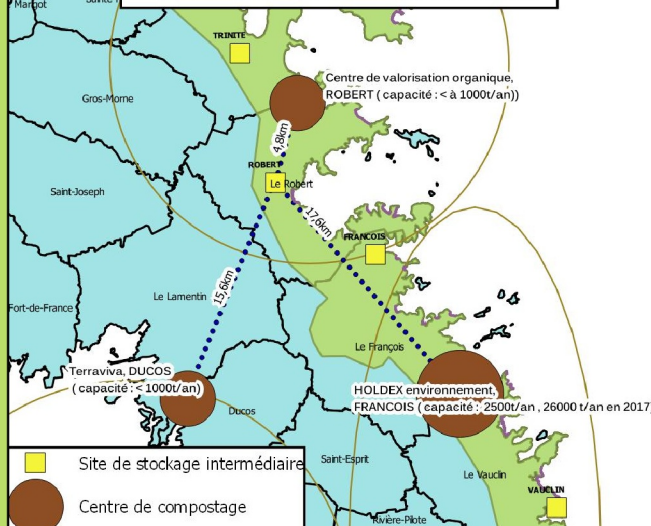 Marigot
TRINITE
Centre de valorisation organique,
ROBERT ( capacité : < à 1000t/an))
Gros-Morne
4,8km
ROBERT
Le Robert
Saint-Joseph
17,6km
FRANCOIS
15,6km
Le Lamentin
Fort-de-France
Le François
Terraviva, DUCOS
(capacité : < 1000t/an)
HOLDEX environnement,
FRANCOIS ( capacité : 2500t/an , 26000 t/an en 2017)
Ducos
Site de stockage intermédiaire
Saint-Esprit
Le Vauclin
VAUCLIN
Centre de compostage
Rivière-Pilote